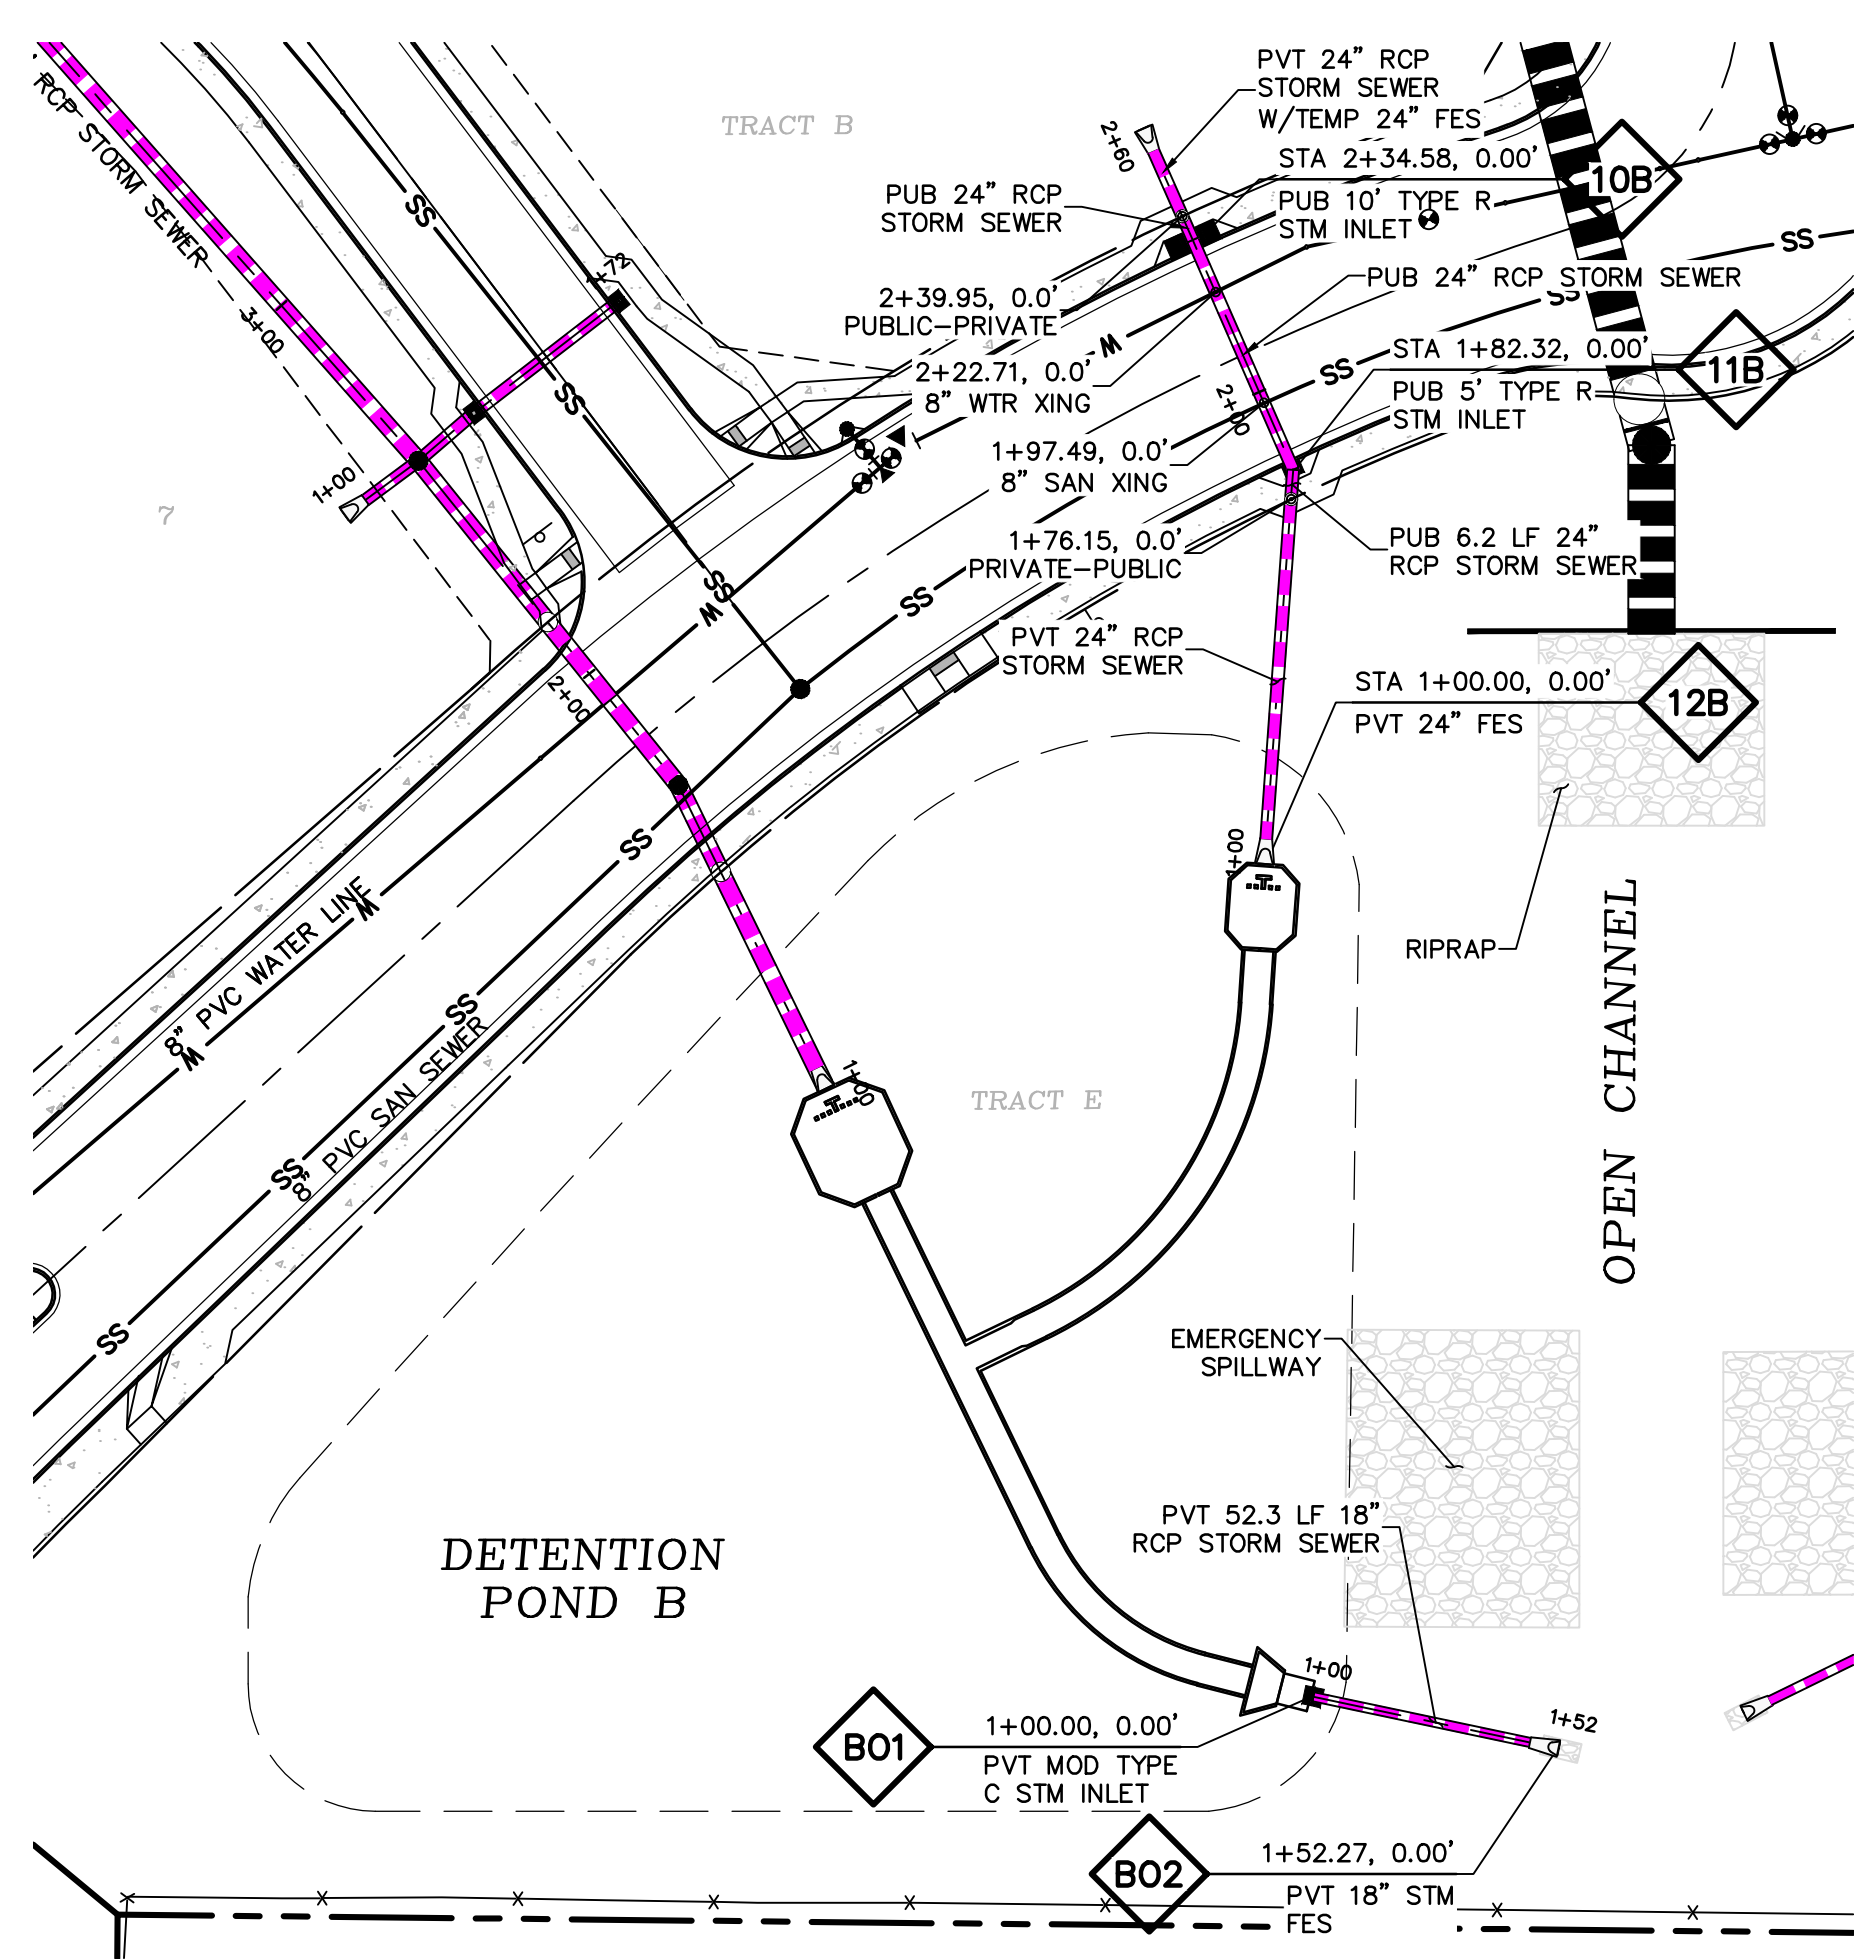 PVT 24" RCP
STORM SEWER
W/TEMP 24" FES
RCP STORM SEWER
TRACT B
2+60
STA 2+34.58, 0.00'
10B
PUB 10' TYPE R
STM INLET
PUB 24" RCP
STORM SEWER
SS
SS
1+72
PUB 24" RCP STORM SEWER
SS
2+39.95, 0.0'
PUBLIC-PRIVATE
3+00
W
STA 1+82.32, 0.00'
11B
PUB 5' TYPE R
STM INLET
2+22.71, 0.0'
8" WTR XING
SS
SS
2+00
1+97.49, 0.0'
8" SAN XING
1+00
7
1+76.15, 0.0'
PRIVATE-PUBLIC
PUB 6.2 LF 24"
RCP STORM SEWER
SS
W
SS
PVT 24" RCP
STORM SEWER
2+00
STA 1+00.00, 0.00'
12B
PVT 24" FES
SS
1+00
T
8" PVC WATER LINE
W
W
RIPRAP
OPEN CHANNEL
SS
8" PVC SAN SEWER
1+00
T
TRACT E
SS
SS
EMERGENCY
SPILLWAY
PVT 52.3 LF 18"
RCP STORM SEWER
DETENTION
POND B
1+00
1+52
B01
1+00.00, 0.00'
PVT MOD TYPE
C STM INLET
B02
1+52.27, 0.00'
PVT 18" STM
FES
X X X X X X X